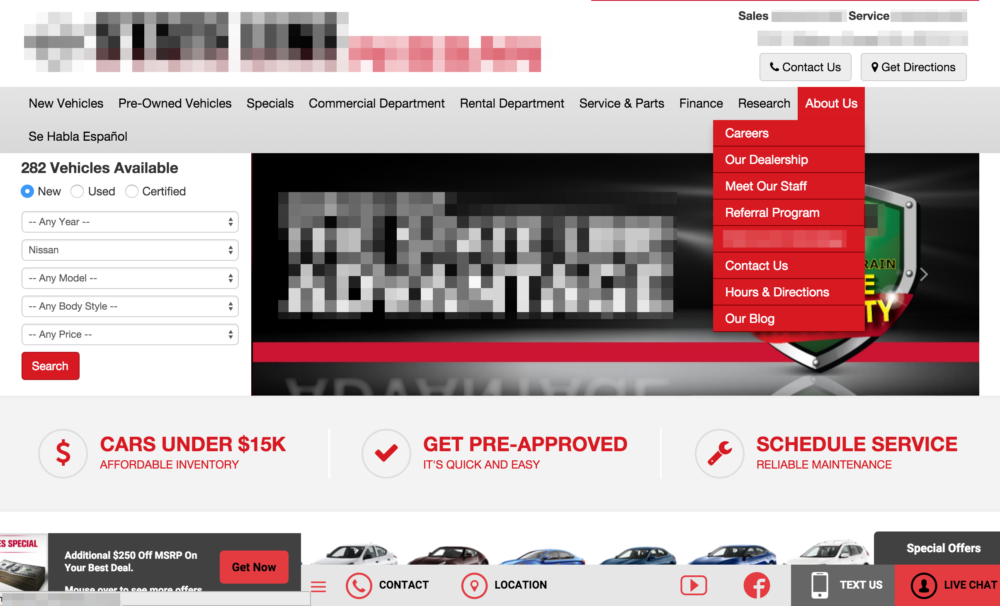 Sales Service
Contact Us Get Directions
New Vehicles Pre-Owned Vehicles Specials Commercial Department Rental Department Service & Parts Finance Research About Us
Se Habla Español
Careers
Our Dealership
Meet Our Staff
Referral Program
Contact Us
Hours & Directions
Our Blog
282 Vehicles Available
New Used Certified
-- Any Year --
Nissan
-- Any Model --
-- Any Body Style --
-- Any Price --
Search
TY
CARS UNDER $15K
AFFORDABLE INVENTORY
GET PRE-APPROVED
IT'S QUICK AND EASY
SCHEDULE SERVICE
RELIABLE MAINTENANCE
ES SPECIAL
Additional $250 Off MSRP On
Your Best Deal.
Mouse over to see more offers
Get Now
Special Offers
CONTACT LOCATION TEXT US LIVE CHAT